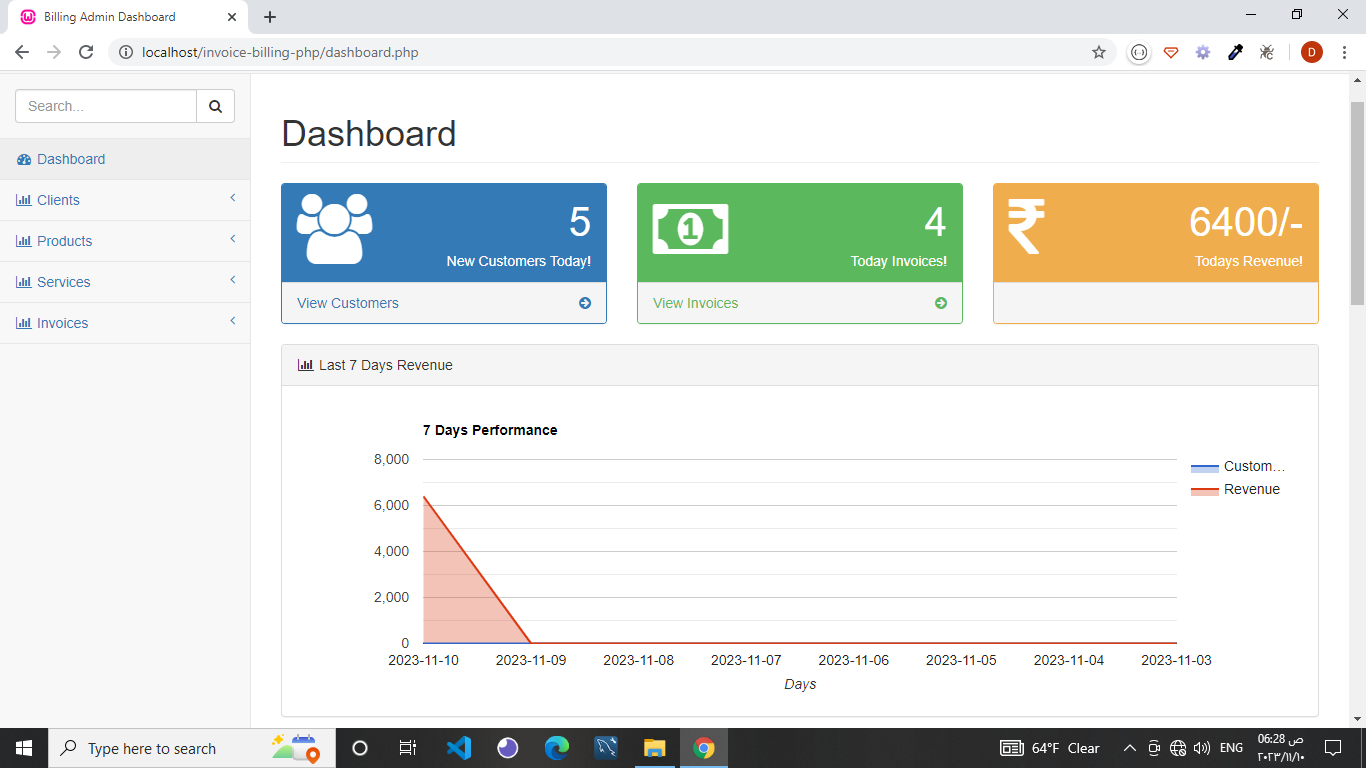 Billing Admin Dashboard
localhost/invoice-billing-php/dashboard.php
D
Search...
Dashboard
Clients
Products
Services
Invoices
Dashboard
5
New Customers Today!
View Customers
1
4
Today Invoices!
View Invoices
₹
6400/-
Todays Revenue!
Last 7 Days Revenue
7 Days Performance
8,000
6,000
4,000
2,000
0
2023-11-10 2023-11-09 2023-11-08 2023-11-07 2023-11-06 2023-11-05 2023-11-04 2023-11-03
Days
Custom...
Revenue
Type here to search
64°F Clear
ENG
06:28 ص
٢٠٢٣/١١/١٠